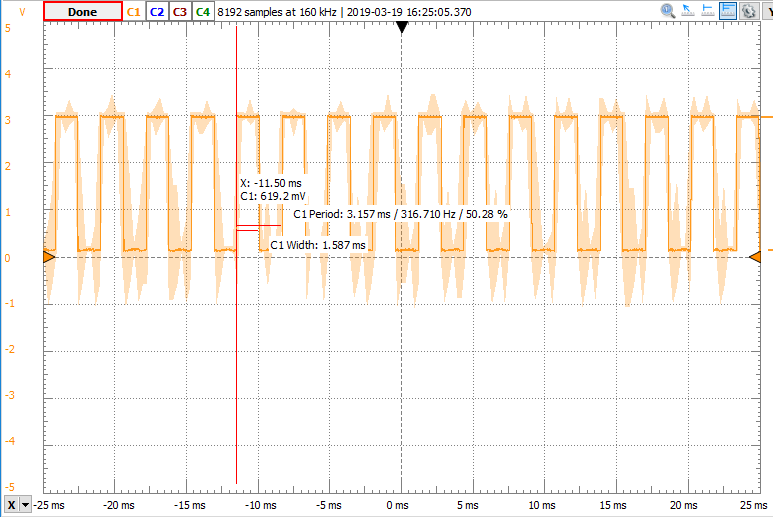 V Done C1 C2 C3 C4 8192 samples at 160 kHz | 2019-03-19 16:25:05.370 Y
5
4
3
2
X: -11.50 ms
C1: 619.2 mV
1
C1 Period: 3.157 ms / 316.710 Hz / 50.28 %
C1 Width: 1.587 ms
0
-1
-2
-3
-4
-5
X -25 ms -20 ms -15 ms -10 ms -5 ms 0 ms 5 ms 10 ms 15 ms 20 ms 25 ms